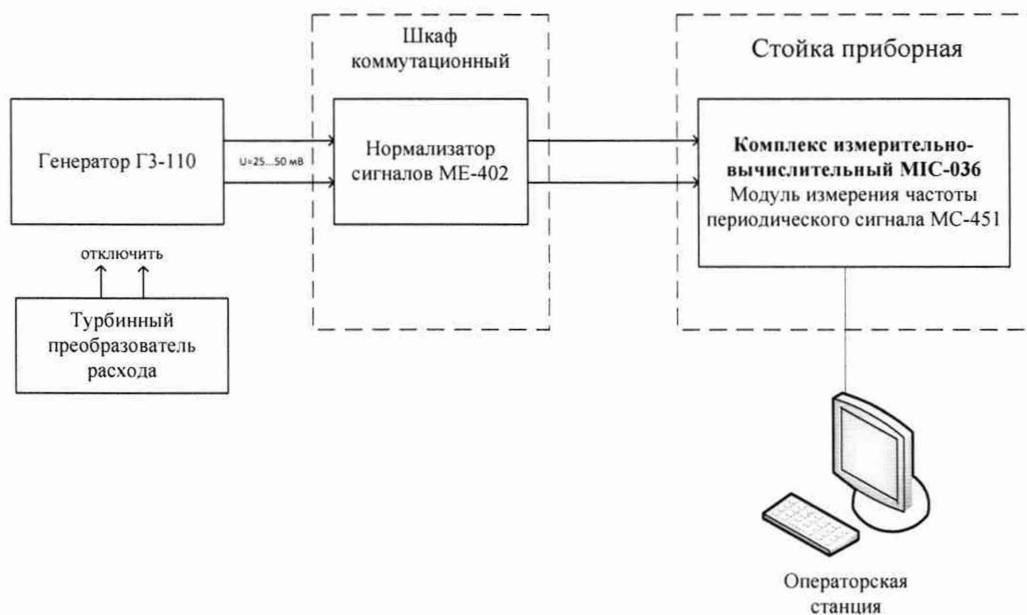 Шкаф
коммутационный
Стойка приборная
Генератор ГЗ-110
U=25...50 мВ
Нормализатор
сигналов МЕ-402
Комплекс измерительно-
вычислительный MIC-036
Модуль измерения частоты
периодического сигнала МС-451
отключить
Турбинный
преобразователь
расхода
Операторская
станция